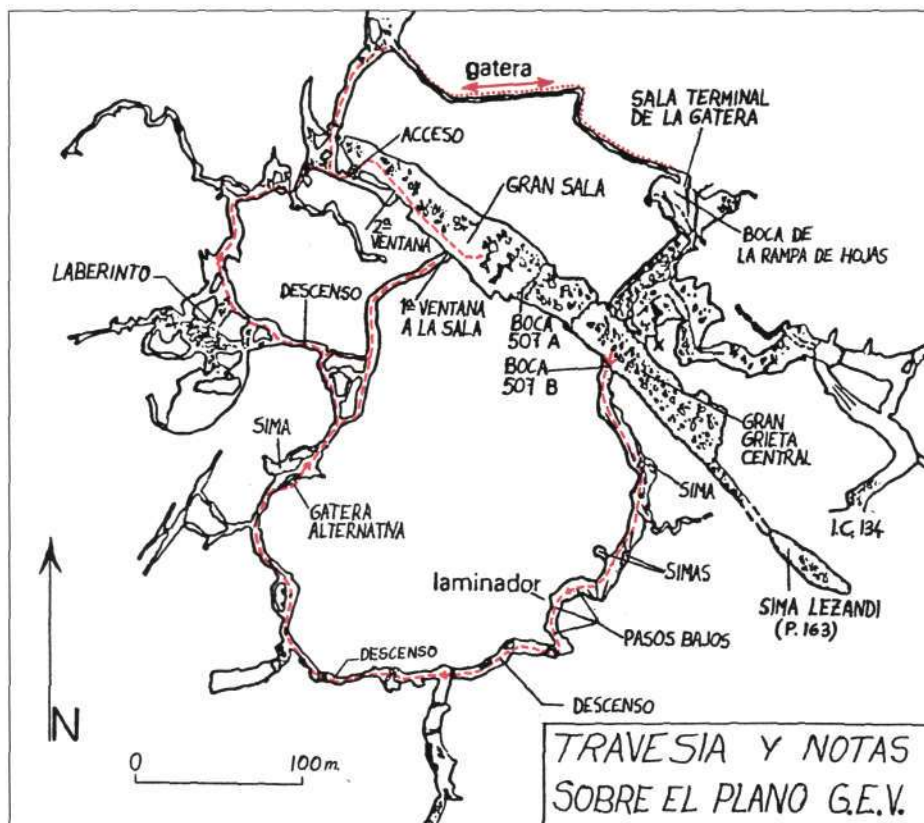 gatera
SALA TERMINAL
DE LA GATERA
ACCESO
GRAN SALA
2ª
VENTANA
BOCA DE
LA RAMPA DE HOJAS
LABERINTO
DESCENSO
1ª VENTANA
A LA SALA
BOCA
507 A
BOCA
507 B
GRAN
GRIETA
CENTRAL
SIMA
SIMA
GATERA
ALTERNATIVA
I.C. 134
SIMAS
laminador
SIMA LEZANDI
(P. 163)
PASOS BAJOS
DESCENSO
DESCENSO
N
0 100 m.
TRAVESIA Y NOTAS
SOBRE EL PLANO G.E.V.